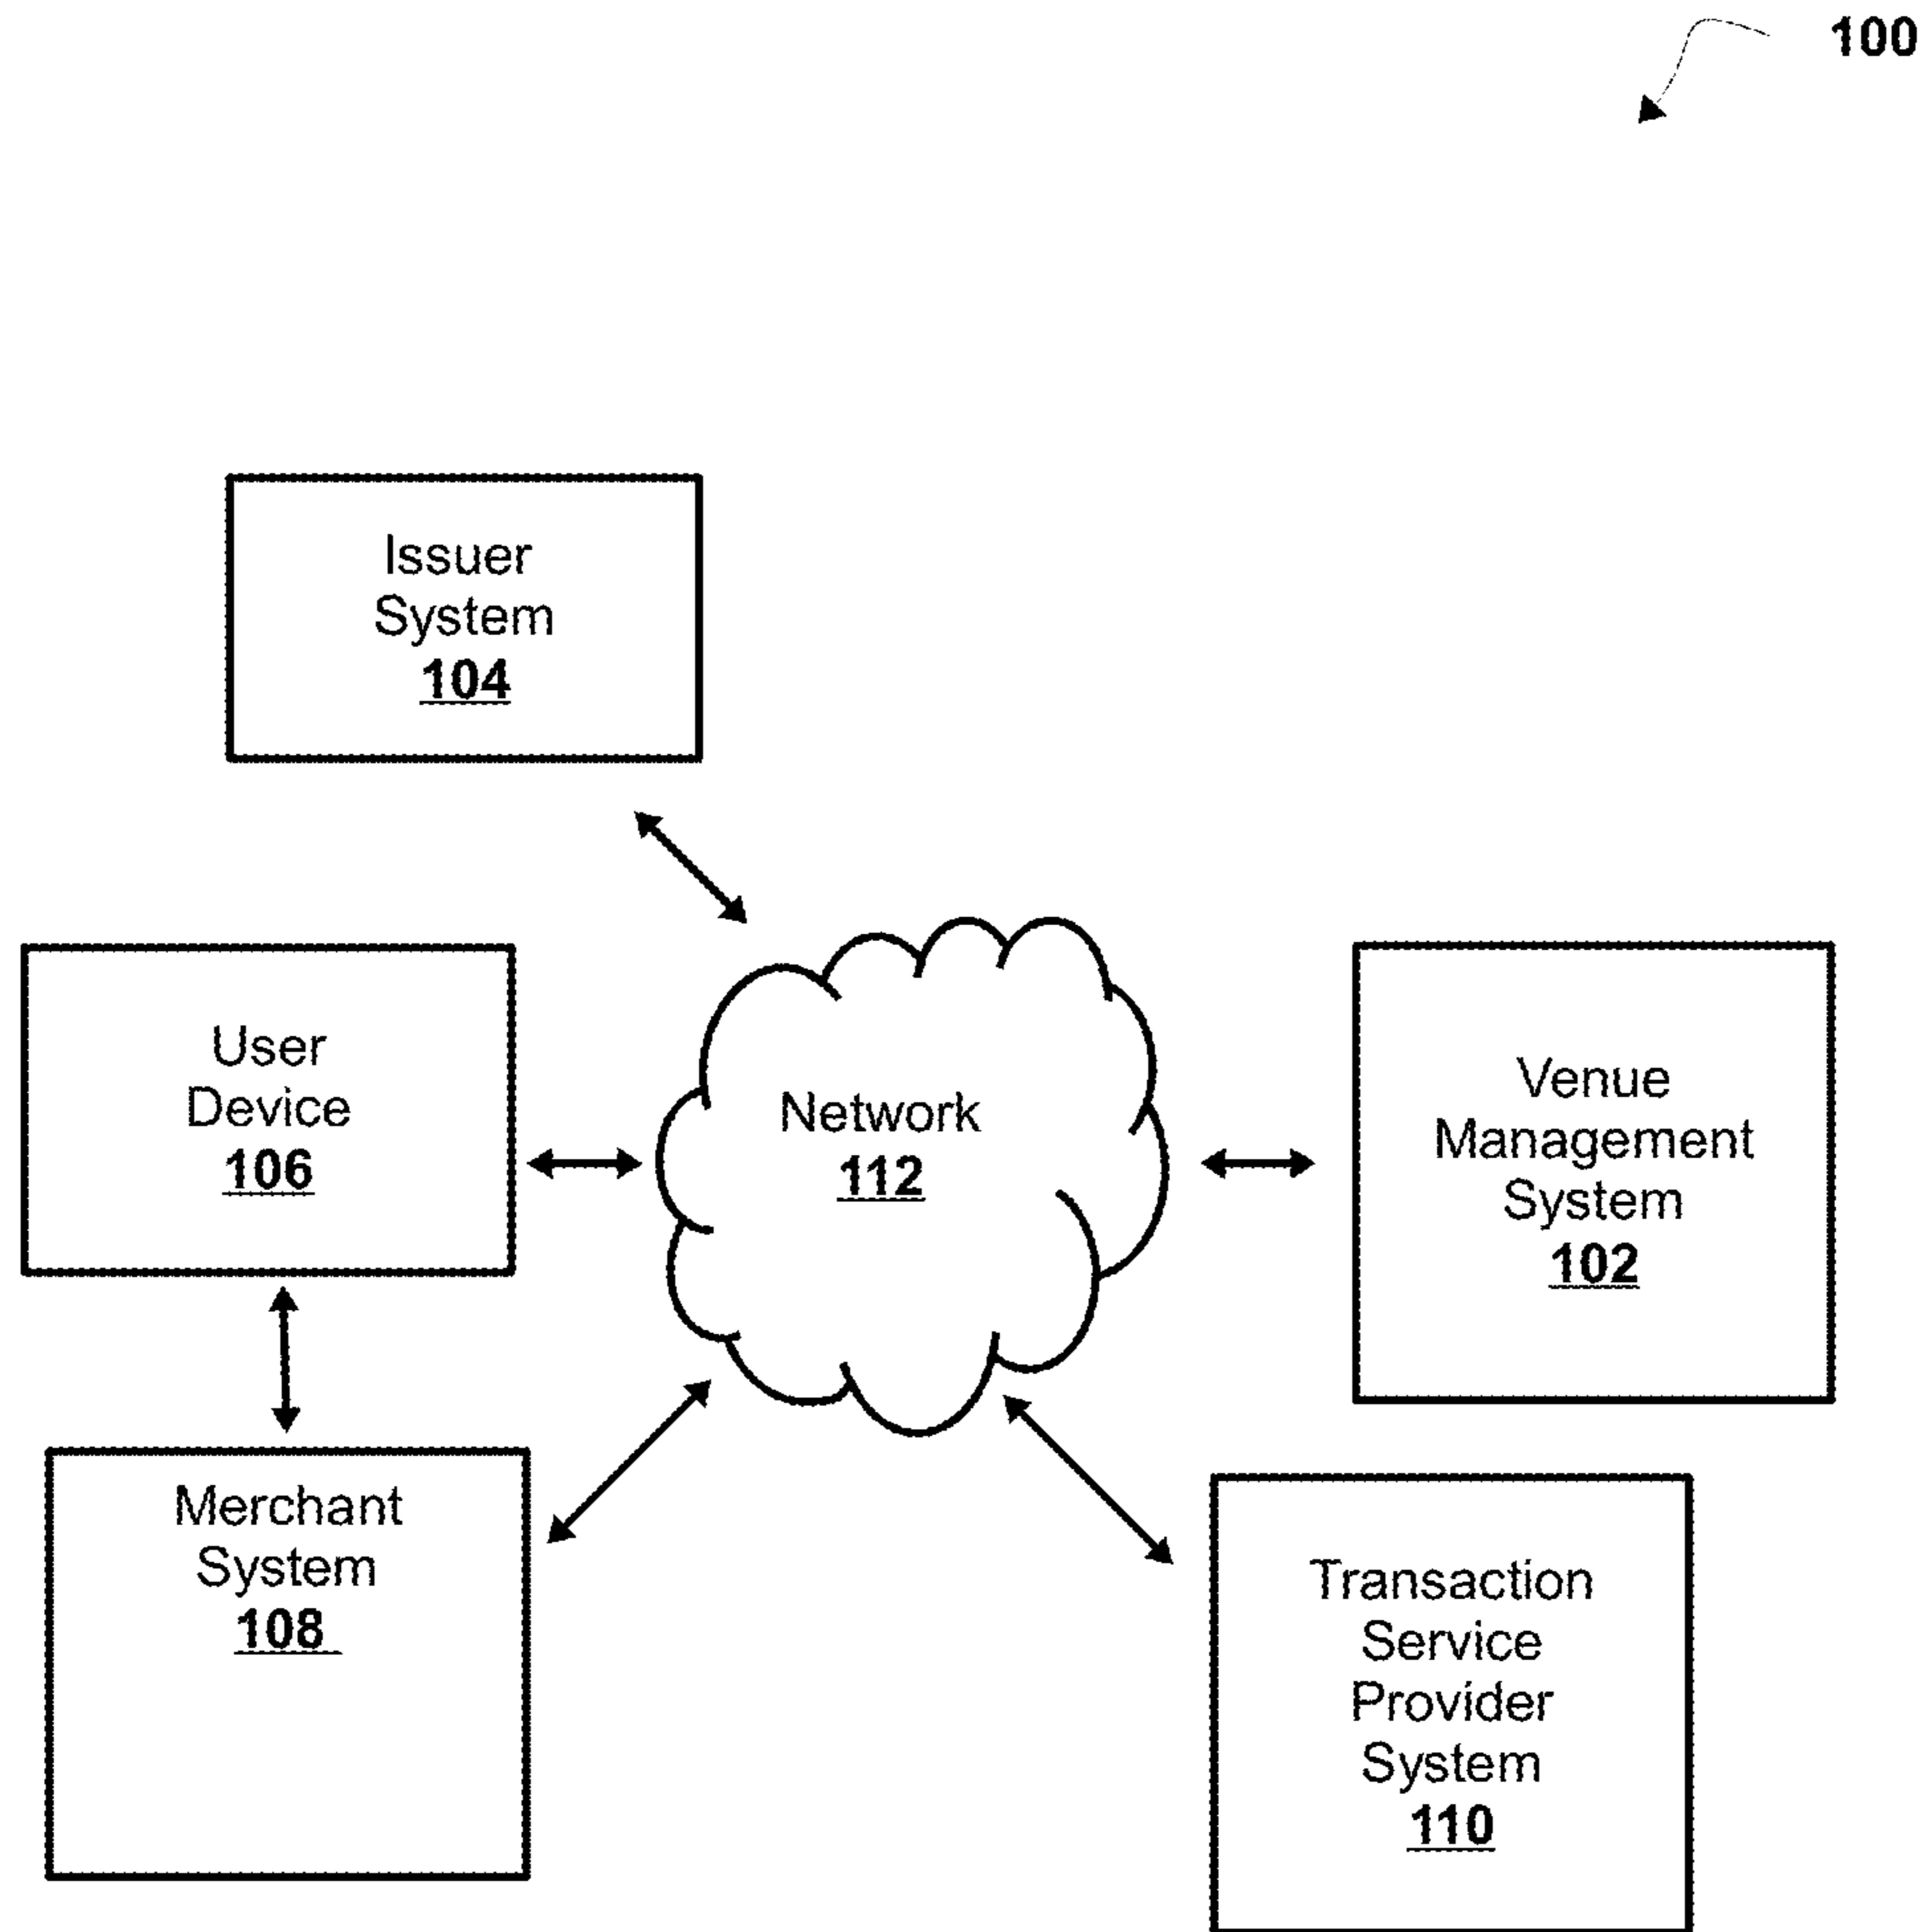 100
Issuer
System
104
User
Device
106
Network
112
Venue
Management
System
102
Merchant
System
108
Transaction
Service
Provider
System
110